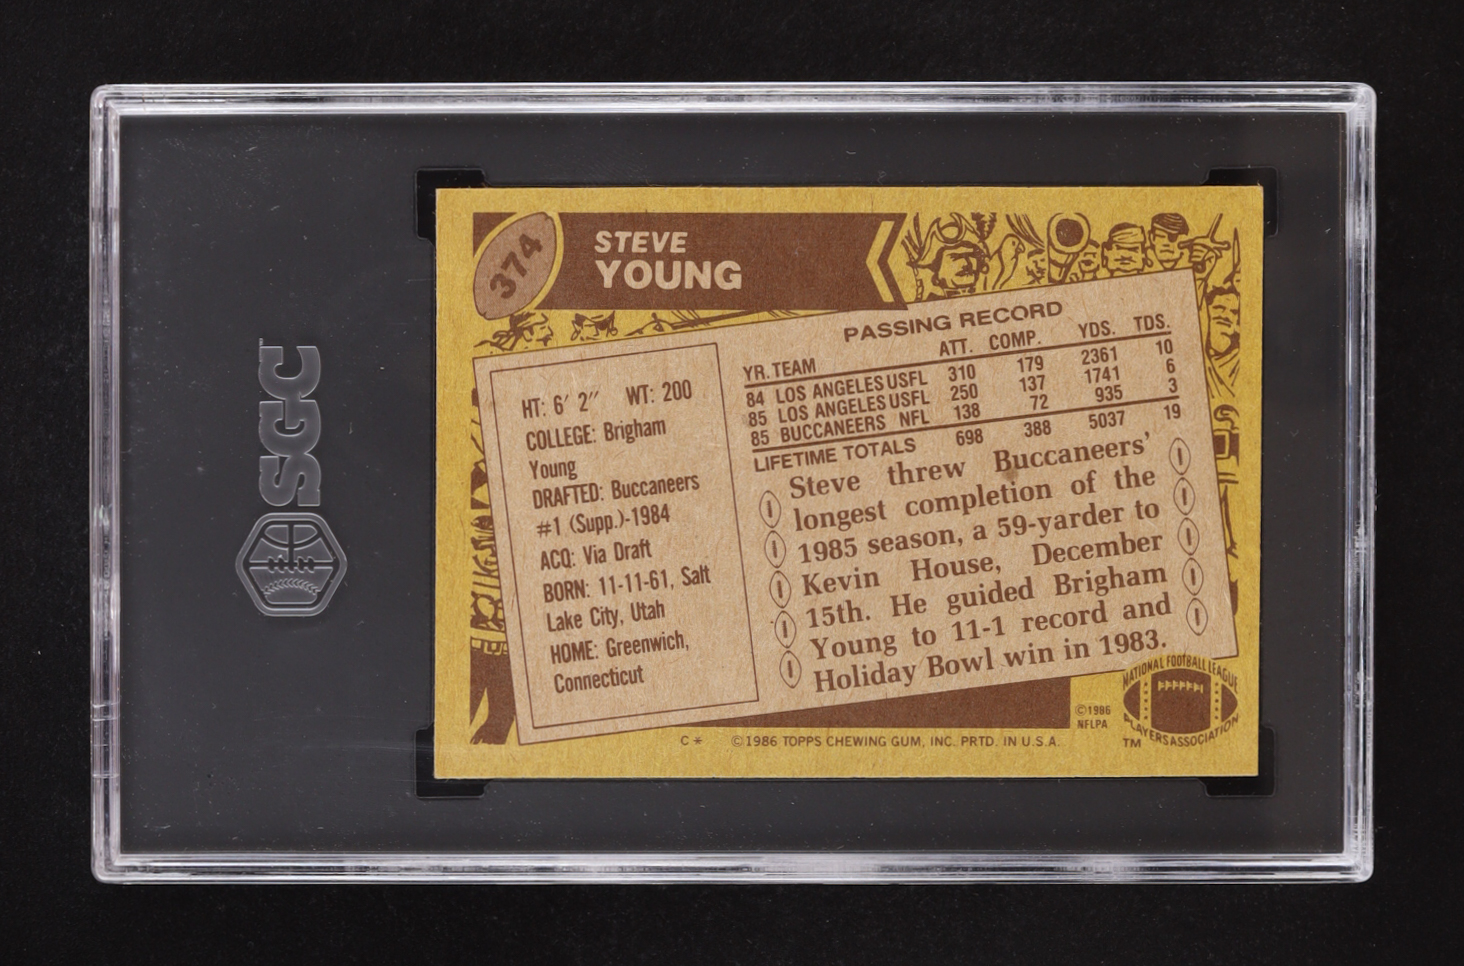 SGC
374
STEVE
YOUNG
HT: 6' 2" WT: 200
COLLEGE: Brigham
Young
DRAFTED: Buccaneers
#1 (Supp.)-1984
ACQ: Via Draft
BORN: 11-11-61, Salt
Lake City, Utah
HOME: Greenwich,
Connecticut
PASSING RECORD
YR. TEAM ATT. COMP. YDS. TDS.
84 LOS ANGELES USFL 310 179 2361 10
85 LOS ANGELES USFL 250 137 1741 6
85 BUCCANEERS NFL 138 72 935 3
LIFETIME TOTALS 698 388 5037 19
Steve threw Buccaneers'
longest completion of the
1985 season, a 59-yarder to
Kevin House, December
15th. He guided Brigham
Young to 11-1 record and
Holiday Bowl win in 1983.
NATIONAL FOOTBALL LEAGUE
PLAYERS ASSOCIATION
TM
©1986
NFLPA
C* ©1986 TOPPS CHEWING GUM, INC. PRTD. IN U.S.A.